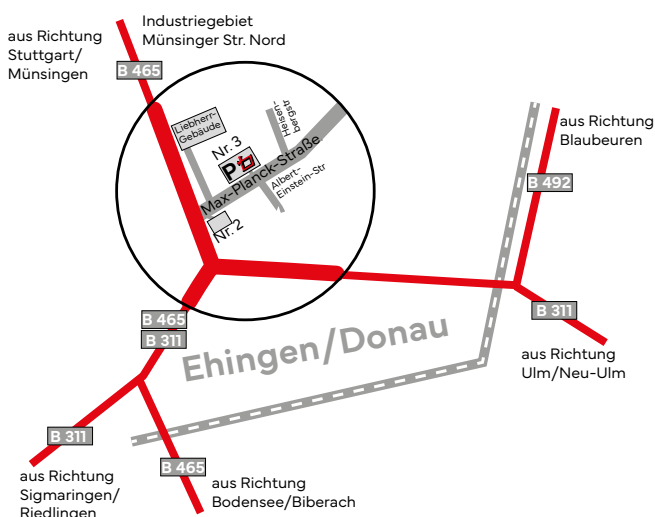 Industriegebiet
Münsinger Str. Nord
aus Richtung
Stuttgart/
Münsingen
B 465
Liebherr-
Gebäude
Heisen-
bergstr
Nr. 3
P
Max-Planck-Straße
Albert-
Einstein-Str
Nr. 2
aus Richtung
Blaubeuren
B 492
B 465
B 311
Ehingen/Donau
B 311
aus Richtung
Ulm/Neu-Ulm
B 311
aus Richtung
Sigmaringen/
Riedlingen
B 465
aus Richtung
Bodensee/Biberach